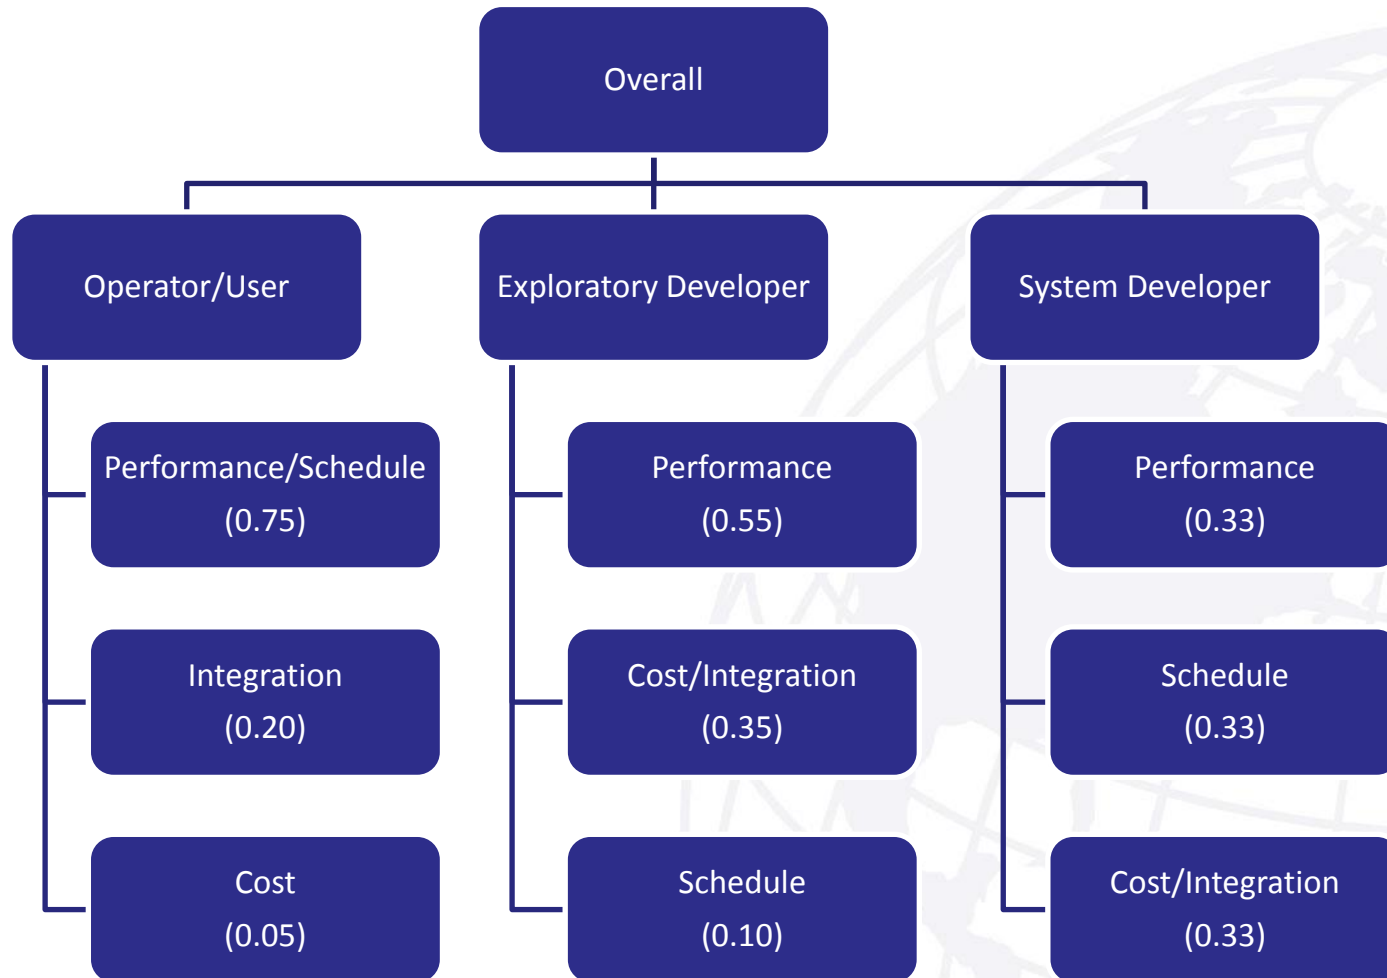 Overall
Operator/User
Exploratory Developer
System Developer
Performance/Schedule
(0.75)
Integration
(0.20)
Cost
(0.05)
Performance
(0.55)
Cost/Integration
(0.35)
Schedule
(0.10)
Performance
(0.33)
Schedule
(0.33)
Cost/Integration
(0.33)